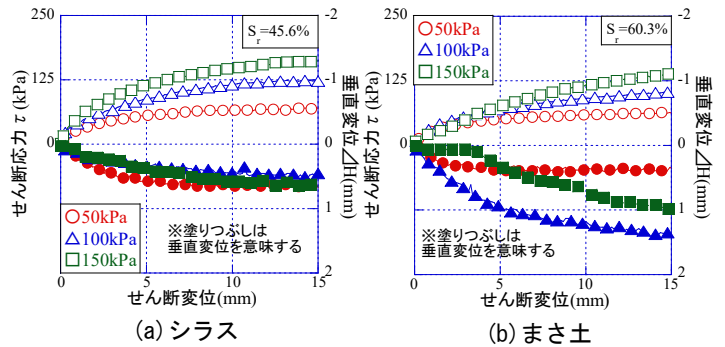 250
125
0
せん断応力 τ (kPa)
S_r=45.6%
-2
-1
0
1
2
垂直変位⊿H(mm)
50kPa
100kPa
150kPa
※塗りつぶしは
垂直変位を意味する
0 5 10 15
せん断変位(mm)
(a) シラス
250
125
0
せん断応力 τ (kPa)
50kPa
100kPa
150kPa
S_r=60.3%
-2
-1
0
1
2
垂直変位⊿H(mm)
※塗りつぶしは
垂直変位を意味する
0 5 10 15
せん断変位(mm)
(b) まさ土